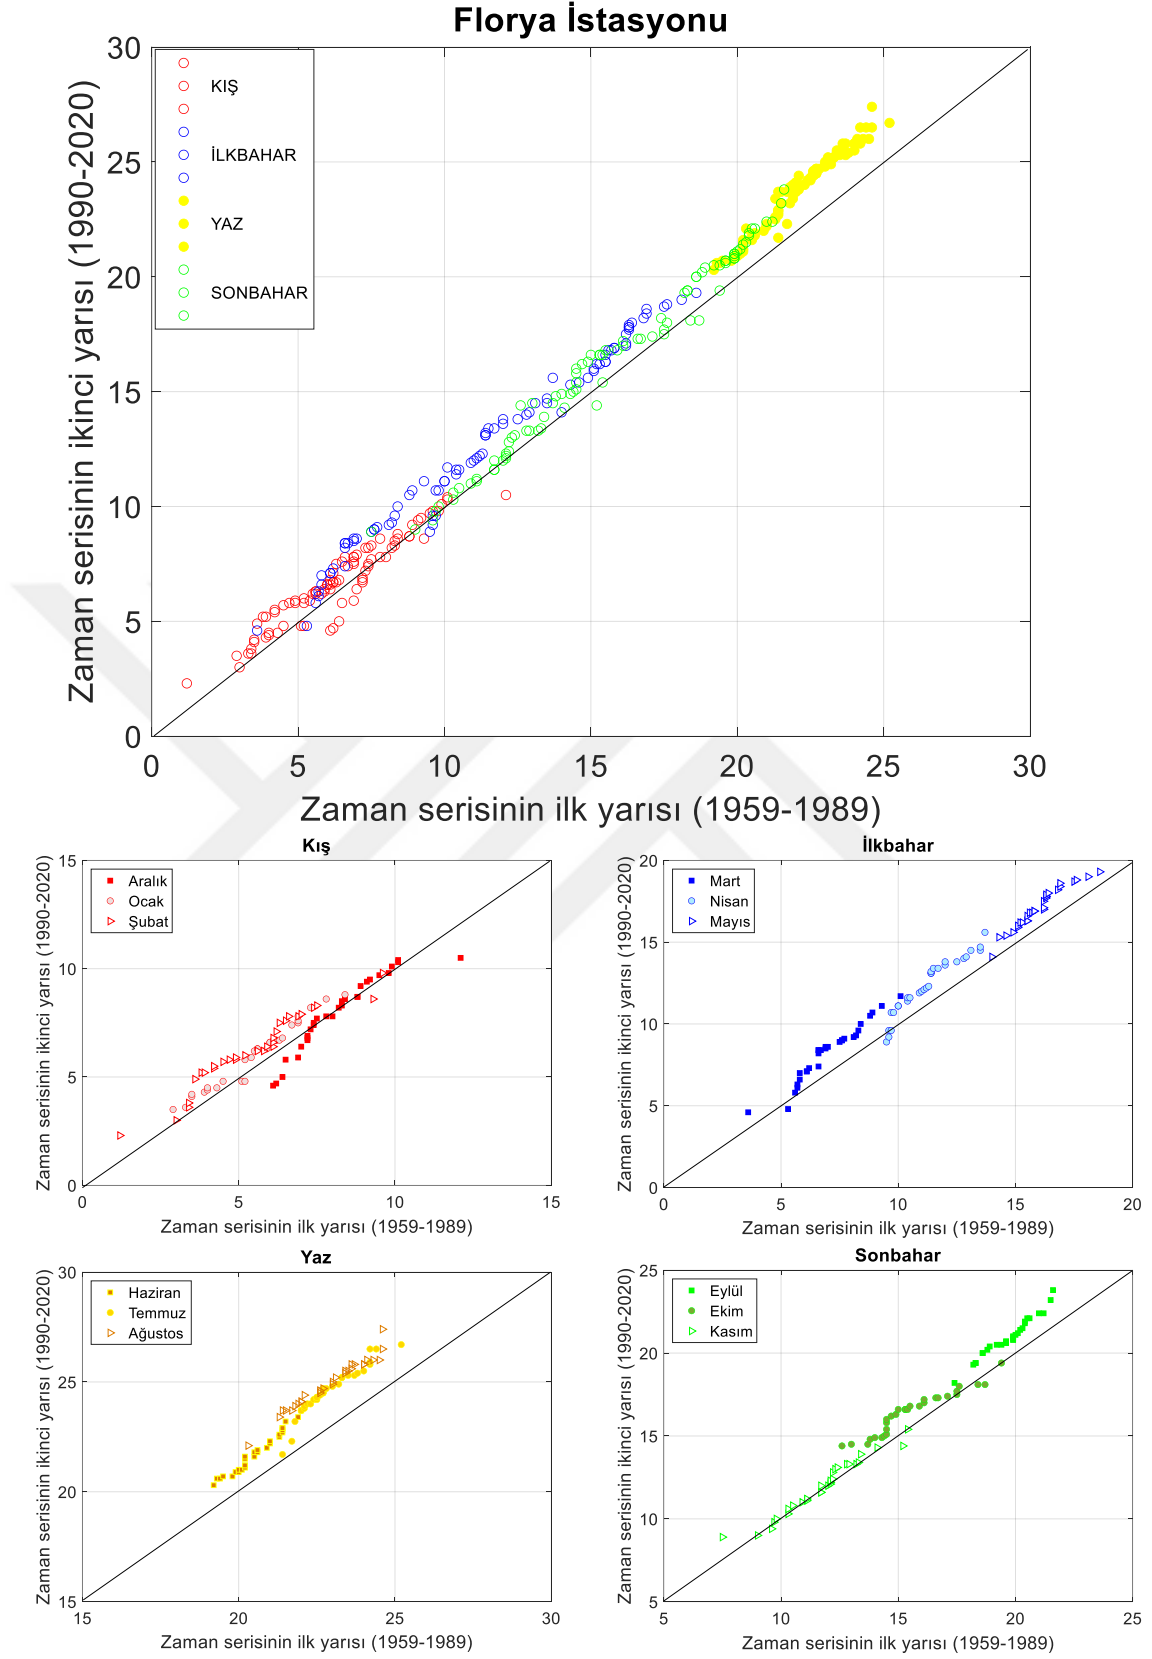 Florya İstasyonu
Zaman serisinin ikinci yarısı (1990-2020)
30
25
20
15
10
5
0
KIŞ
İLKBAHAR
YAZ
SONBAHAR
0 5 10 15 20 25 30
Zaman serisinin ilk yarısı (1959-1989)
Kış
Zaman serisinin ikinci yarısı (1990-2020)
15
10
5
0
Aralık
Ocak
Şubat
0 5 10 15
Zaman serisinin ilk yarısı (1959-1989)
İlkbahar
Zaman serisinin ikinci yarısı (1990-2020)
20
15
10
5
0
Mart
Nisan
Mayıs
0 5 10 15 20
Zaman serisinin ilk yarısı (1959-1989)
Yaz
Zaman serisinin ikinci yarısı (1990-2020)
30
25
20
15
Haziran
Temmuz
Ağustos
15 20 25 30
Zaman serisinin ilk yarısı (1959-1989)
Sonbahar
Zaman serisinin ikinci yarısı (1990-2020)
25
20
15
10
5
Eylül
Ekim
Kasım
5 10 15 20 25
Zaman serisinin ilk yarısı (1959-1989)